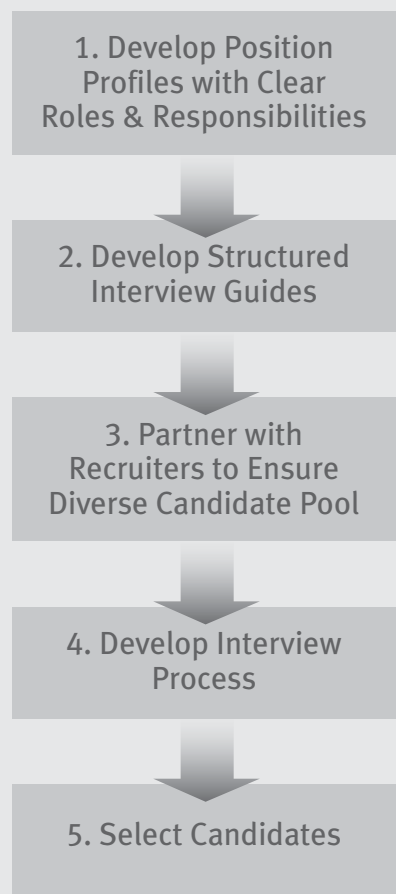 1. Develop Position
Profiles with Clear
Roles & Responsibilities
2. Develop Structured
Interview Guides
3. Partner with
Recruiters to Ensure
Diverse Candidate Pool
4. Develop Interview
Process
5. Select Candidates